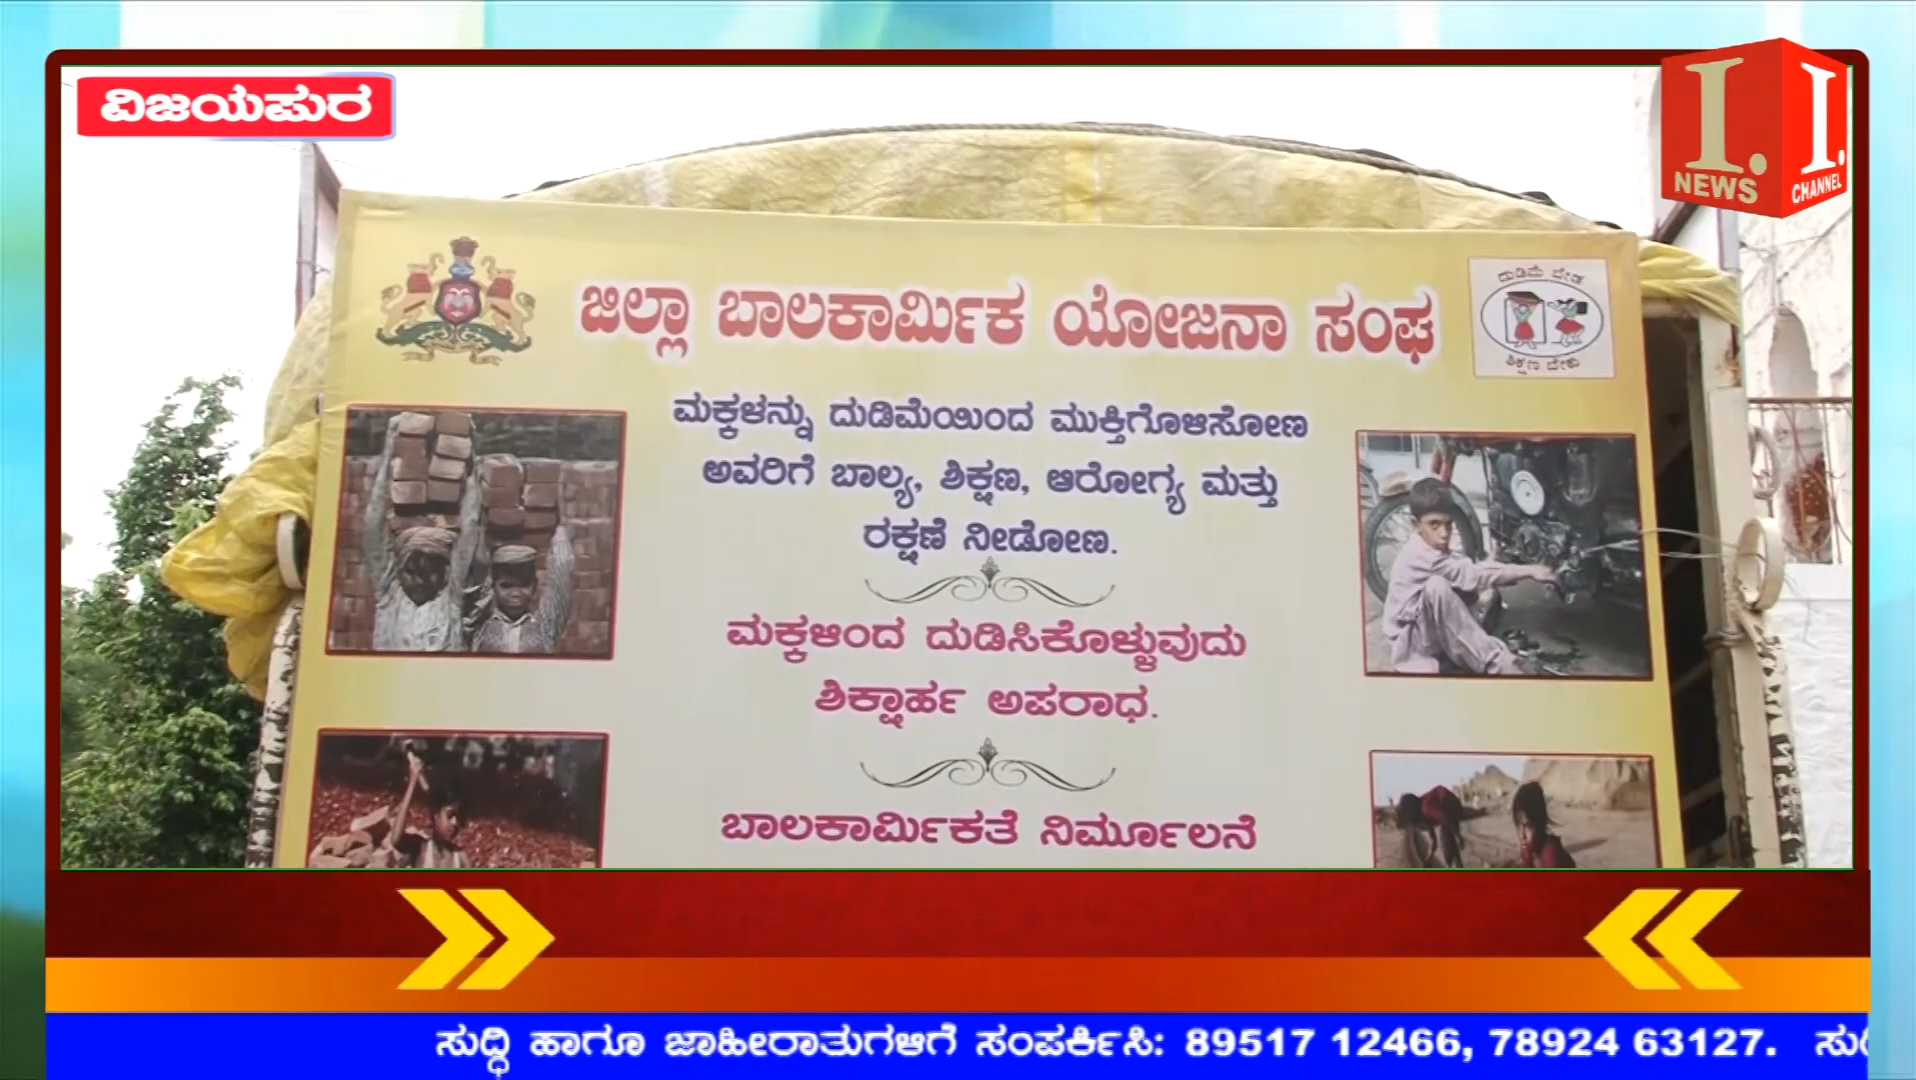 ವಿಜಯಪುರ
I.I.
NEWS CHANNEL
ಜಿಲ್ಲಾ ಬಾಲಕಾರ್ಮಿಕ ಯೋಜನಾ ಸಂಘ
ದುಡಿಮೆ ಬೇಡ
ಶಿಕ್ಷಣ ಬೇಕು
ಮಕ್ಕಳನ್ನು ದುಡಿಮೆಯಿಂದ ಮುಕ್ತಿಗೊಳಿಸೋಣ
ಅವರಿಗೆ ಬಾಲ್ಯ, ಶಿಕ್ಷಣ, ಆರೋಗ್ಯ ಮತ್ತು
ರಕ್ಷಣೆ ನೀಡೋಣ.
ಮಕ್ಕಳಿಂದ ದುಡಿಸಿಕೊಳ್ಳುವುದು
ಶಿಕ್ಷಾರ್ಹ ಅಪರಾಧ.
ಬಾಲಕಾರ್ಮಿಕತೆ ನಿರ್ಮೂಲನೆ
ಸುದ್ಧಿ ಹಾಗೂ ಜಾಹೀರಾತುಗಳಿಗೆ ಸಂಪರ್ಕಿಸಿ: 89517 12466, 78924 63127.